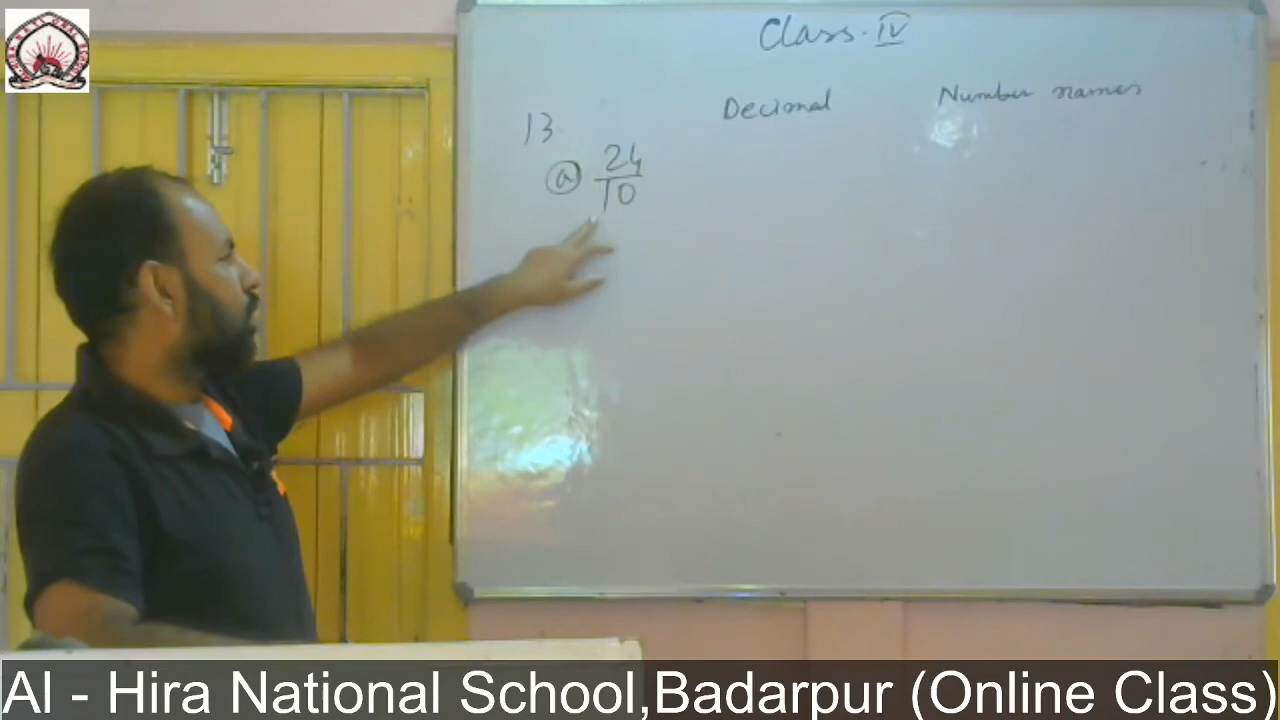 Class. IV
Decimal Number names
13.
(a) 24
10
Al - Hira National School,Badarpur (Online Class)